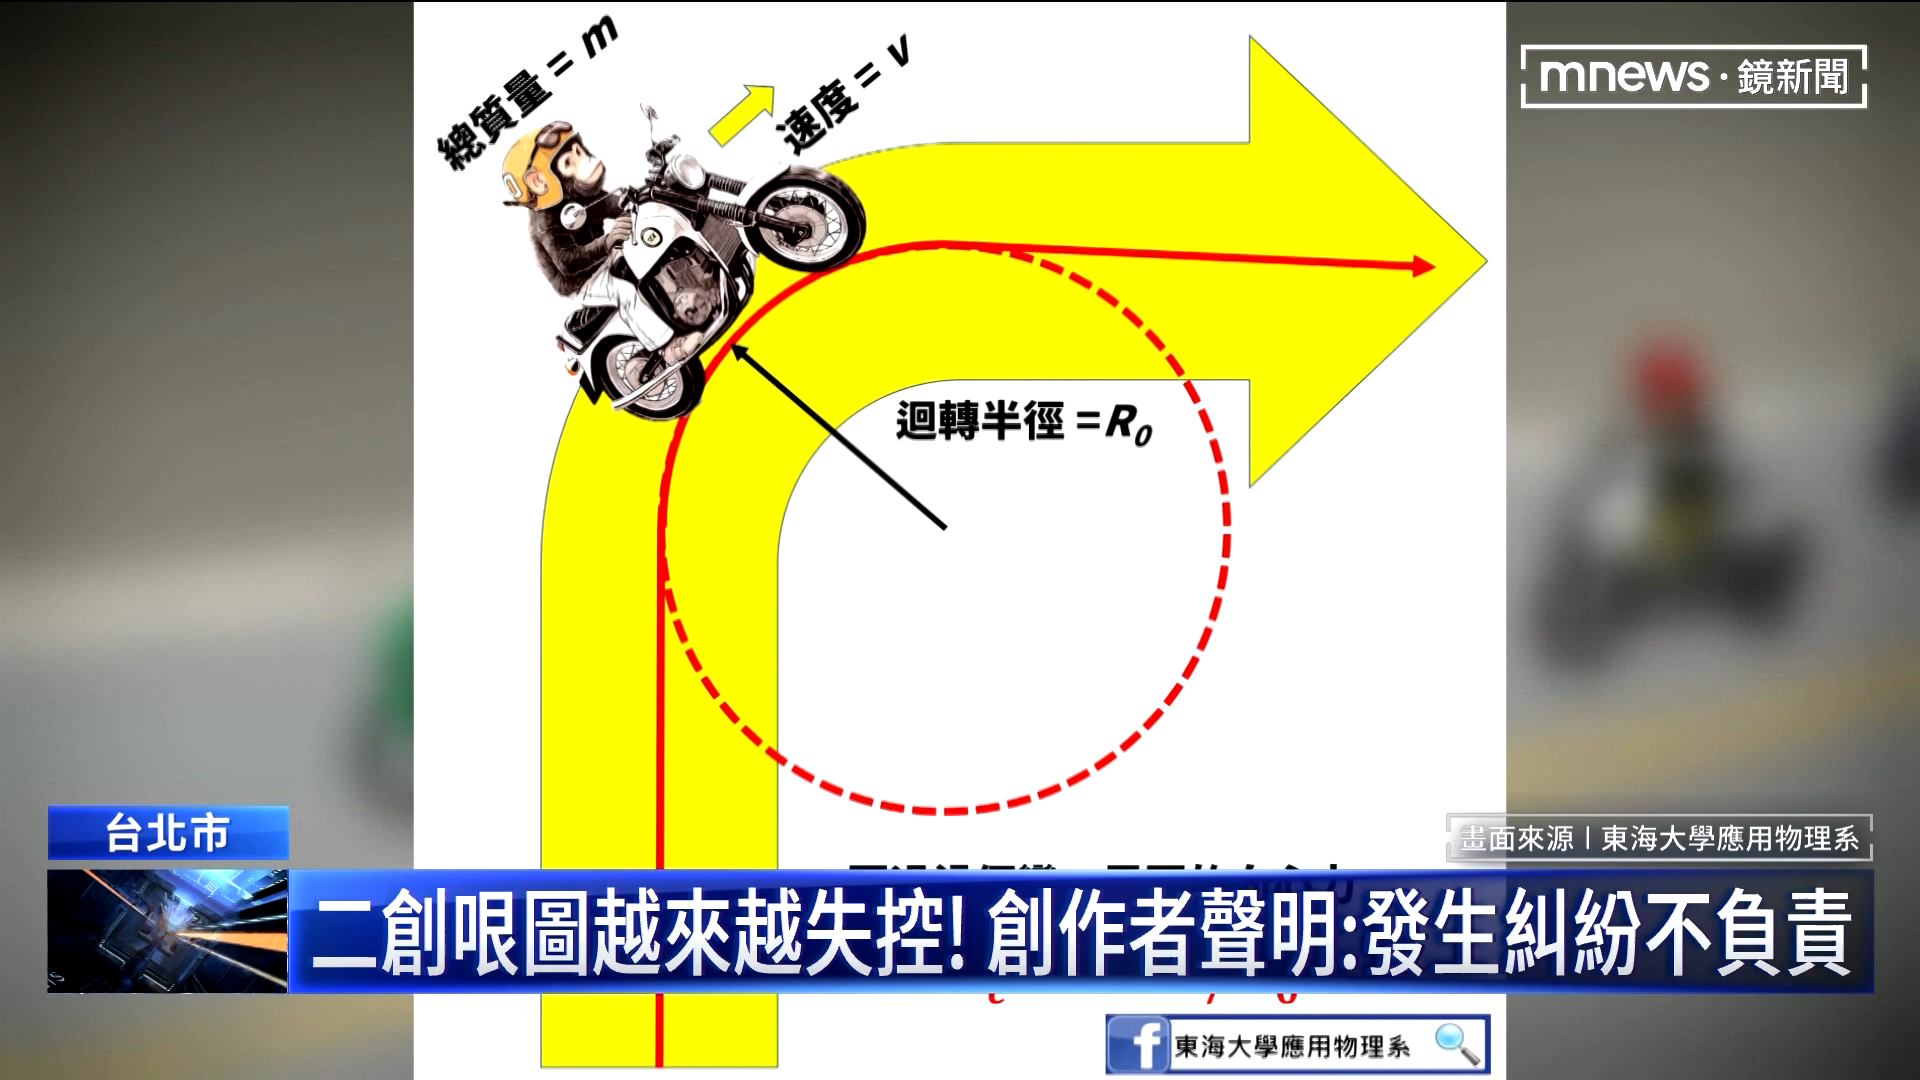 總質量 = m
速度 = v
mnews·鏡新聞
迴轉半徑 =R0
台北市
畫面來源|東海大學應用物理系
二創哏圖越來越失控! 創作者聲明:發生糾紛不負責
東海大學應用物理系